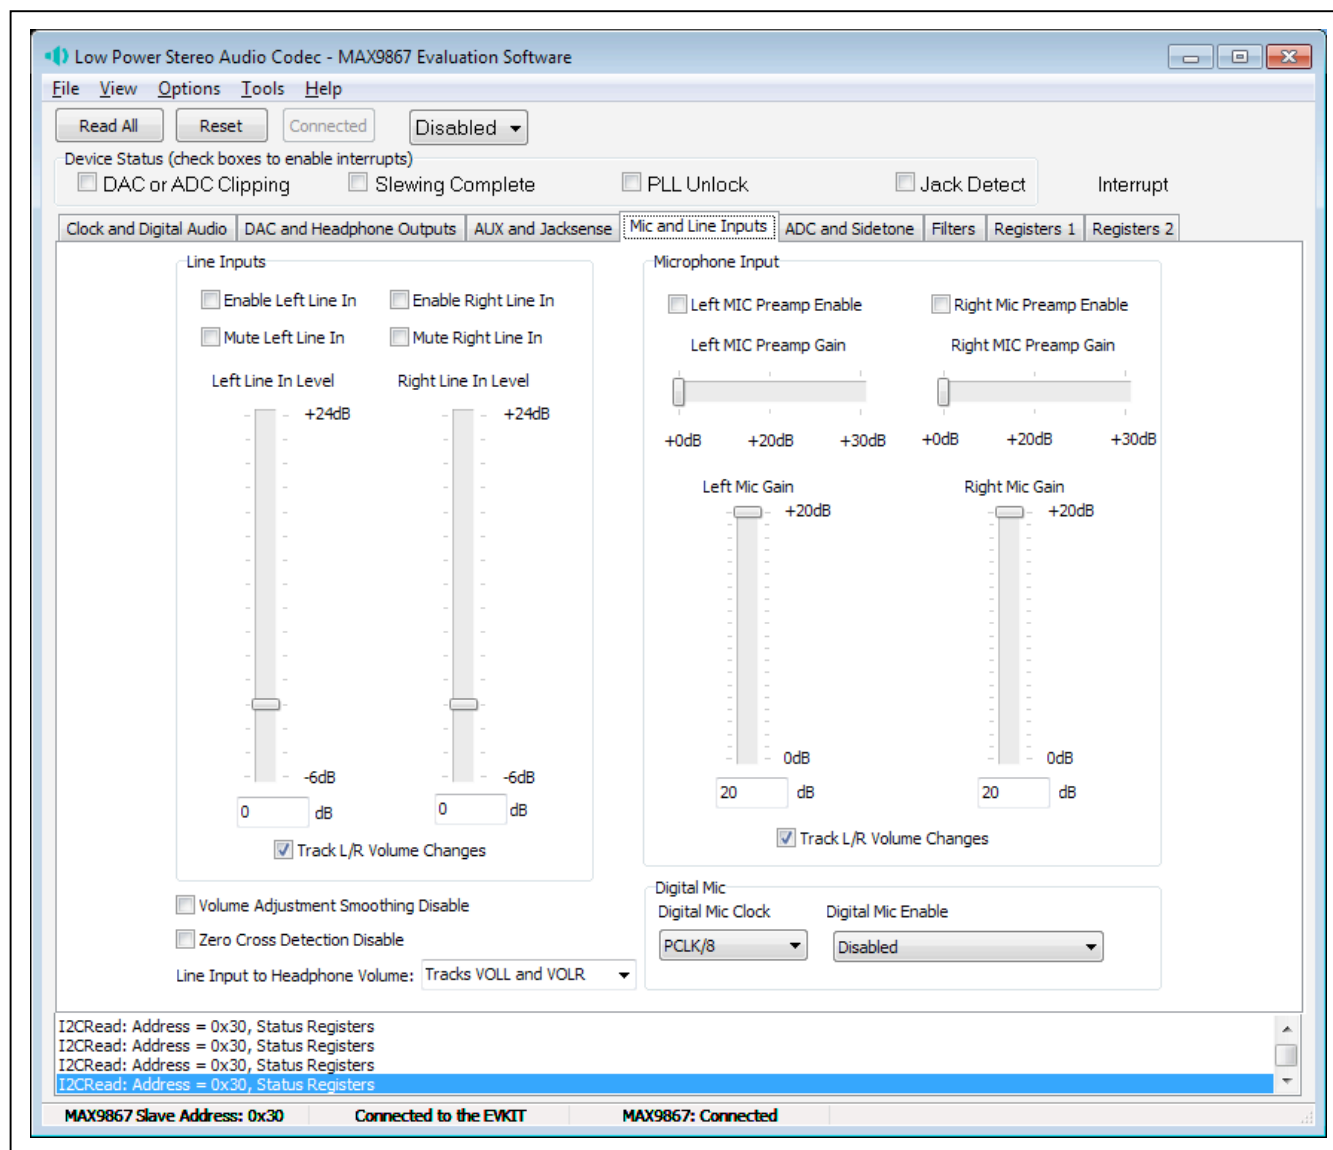 Low Power Stereo Audio Codec - MAX9867 Evaluation Software
File View Options Tools Help
Read All Reset Connected Disabled
Device Status (check boxes to enable interrupts)
DAC or ADC Clipping Slewing Complete PLL Unlock Jack Detect Interrupt
Clock and Digital Audio DAC and Headphone Outputs AUX and Jacksense Mic and Line Inputs ADC and Sidetone Filters Registers 1 Registers 2
Line Inputs
Enable Left Line In Enable Right Line In
Mute Left Line In Mute Right Line In
Left Line In Level Right Line In Level
+24dB +24dB
-6dB -6dB
0 dB 0 dB
Track L/R Volume Changes
Volume Adjustment Smoothing Disable
Zero Cross Detection Disable
Line Input to Headphone Volume: Tracks VOLL and VOLR
Microphone Input
Left MIC Preamp Enable Right Mic Preamp Enable
Left MIC Preamp Gain Right MIC Preamp Gain
+0dB +20dB +30dB +0dB +20dB +30dB
Left Mic Gain Right Mic Gain
+20dB +20dB
0dB 0dB
20 dB 20 dB
Track L/R Volume Changes
Digital Mic
Digital Mic Clock Digital Mic Enable
PCLK/8 Disabled
I2CRead: Address = 0x30, Status Registers
I2CRead: Address = 0x30, Status Registers
I2CRead: Address = 0x30, Status Registers
I2CRead: Address = 0x30, Status Registers
MAX9867 Slave Address: 0x30 Connected to the EVKIT MAX9867: Connected